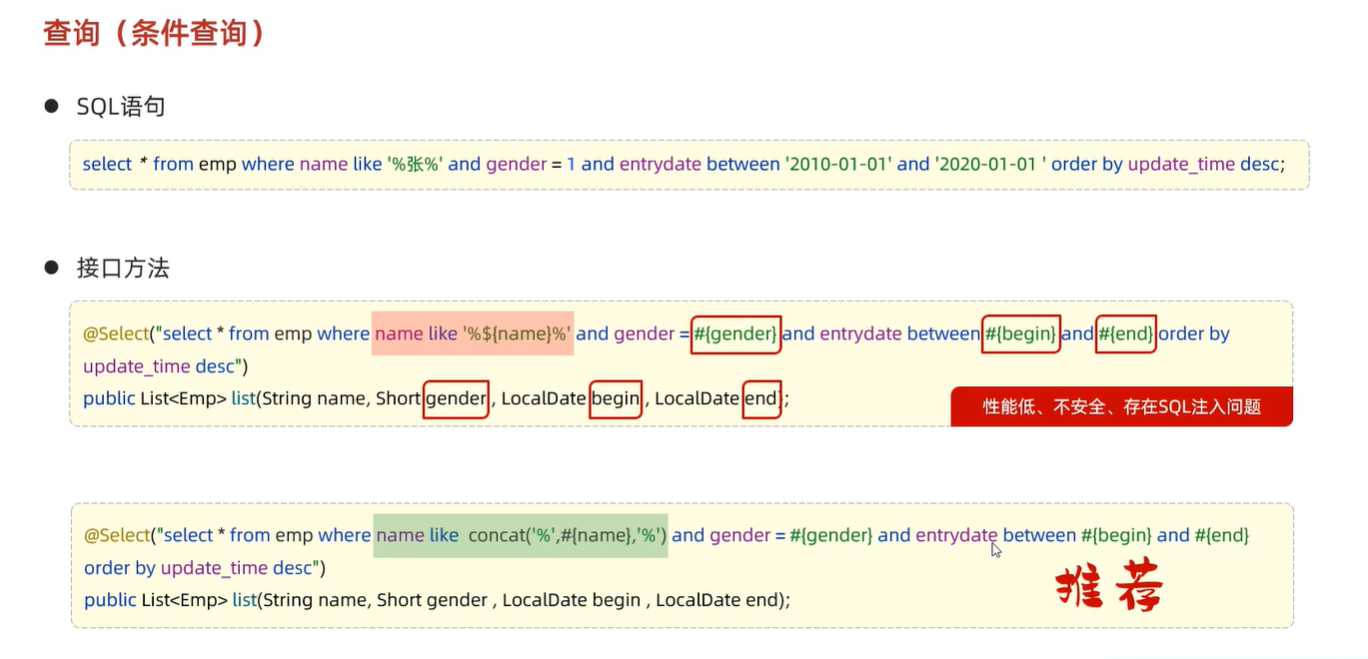 查询（条件查询）
● SQL语句
select * from emp where name like '%张%' and gender = 1 and entrydate between '2010-01-01' and '2020-01-01 ' order by update_time desc;
● 接口方法
@Select("select * from emp where name like '%${name}%' and gender = #{gender} and entrydate between #{begin} and #{end} order by
update_time desc")
public List<Emp> list(String name, Short gender , LocalDate begin , LocalDate end);
性能低、不安全、存在SQL注入问题
@Select("select * from emp where name like  concat('%',#{name},'%') and gender = #{gender} and entrydate between #{begin} and #{end}
order by update_time desc")
public List<Emp> list(String name, Short gender , LocalDate begin , LocalDate end);
推荐